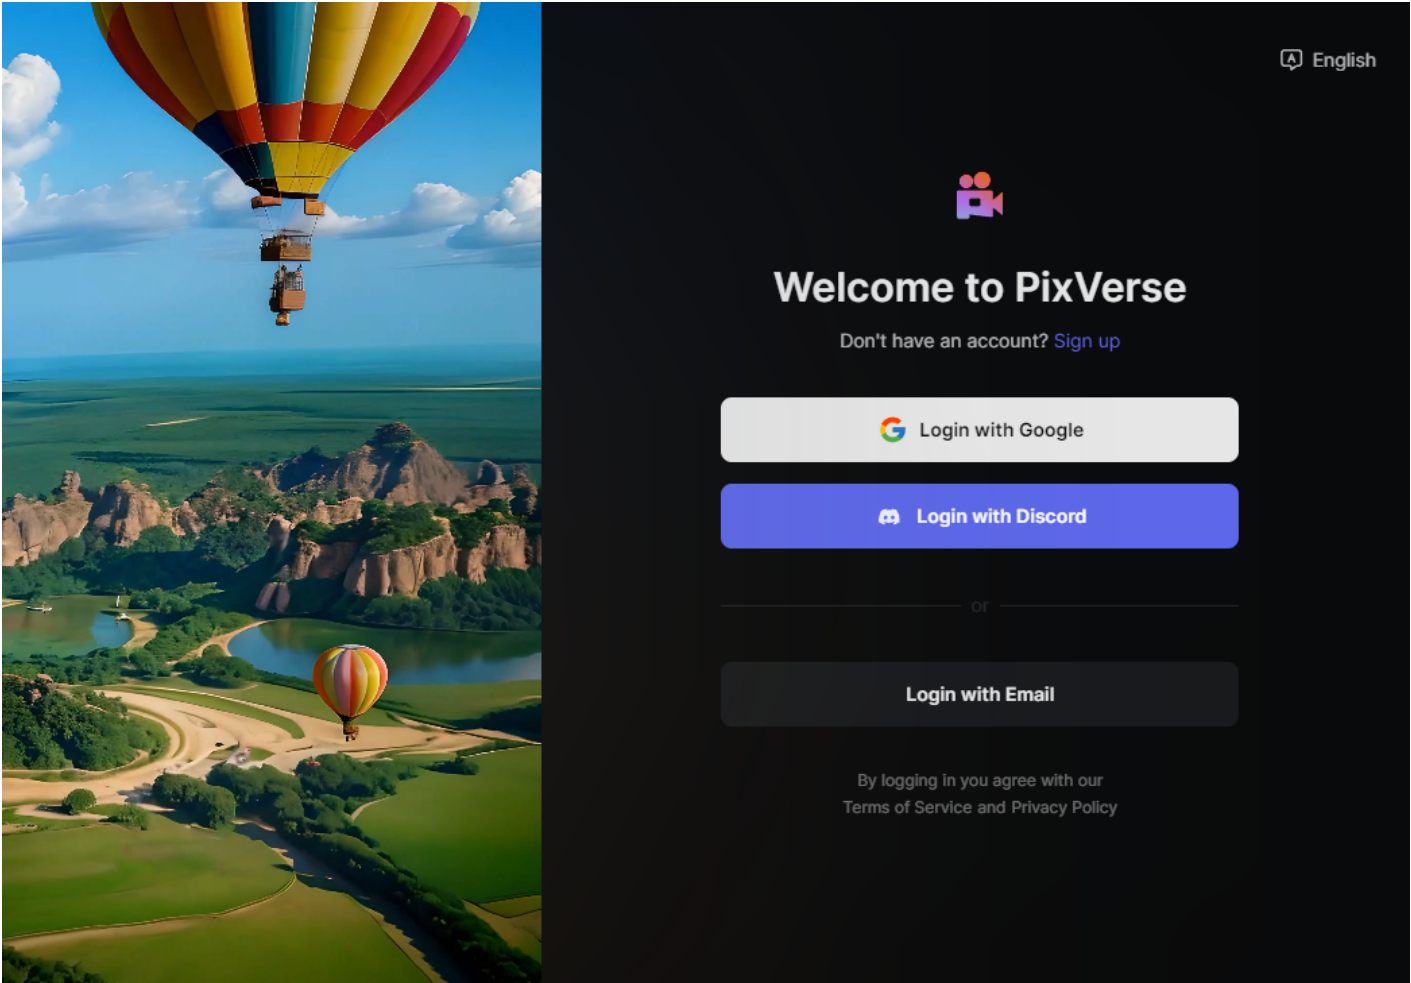 English
Welcome to PixVerse
Don't have an account? Sign up
Login with Google
Login with Discord
or
Login with Email
By logging in you agree with our
Terms of Service and Privacy Policy